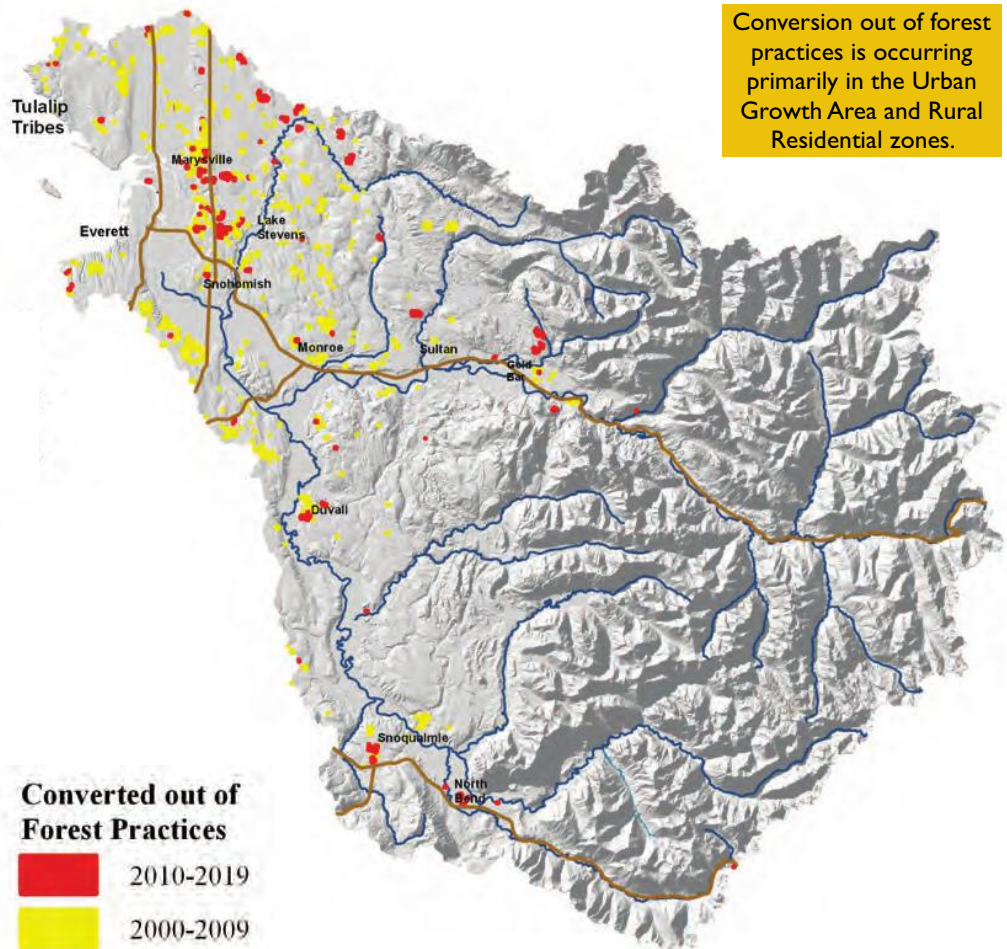 Conversion out of forest
practices is occurring
primarily in the Urban
Growth Area and Rural
Residential zones.
Tulalip
Tribes
Marysville
Everett
Lake
Stevens
Snohomish
Monroe
Sultan
Gold
Bar
Duvall
Snoqualmie
North
Bend
Converted out of
Forest Practices
2010-2019
2000-2009